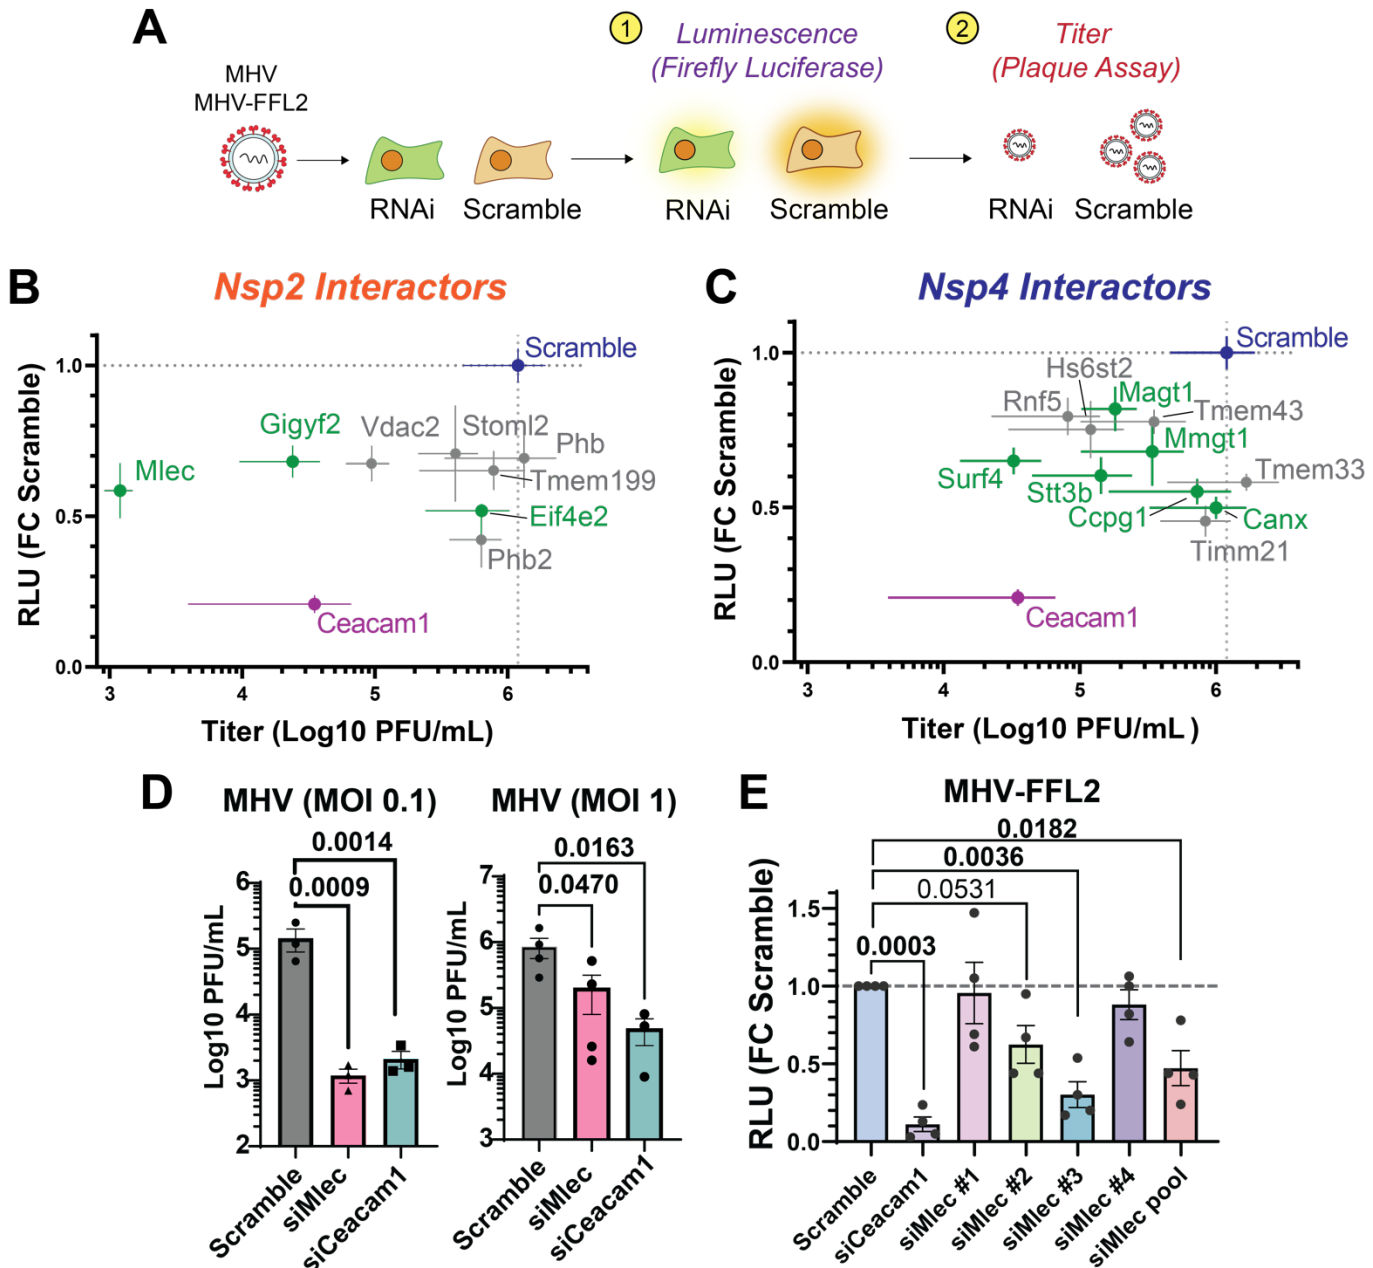 A
MHV
MHV-FFL2
1
Luminescence
(Firefly Luciferase)
2
Titer
(Plaque Assay)
RNAi
Scramble
RNAi
Scramble
RNAi
Scramble
B
Nsp2 Interactors
RLU (FC Scramble)
1.0
0.5
0.0
Scramble
Gigyf2
Vdac2
Stoml2
Phb
Mlec
Tmem199
Eif4e2
Phb2
Ceacam1
3
4
5
6
Titer (Log10 PFU/mL)
C
Nsp4 Interactors
RLU (FC Scramble)
1.0
0.5
0.0
Scramble
Hs6st2
Rnf5
Magt1
Tmem43
Mmgt1
Surf4
Stt3b
Tmem33
Ccpg1
Canx
Timm21
Ceacam1
3
4
5
6
Titer (Log10 PFU/mL )
D
MHV (MOI 0.1)
0.0014
0.0009
Log10 PFU/mL
6
5
4
3
2
Scramble
siMlec
siCeacam1
MHV (MOI 1)
0.0163
0.0470
Log10 PFU/mL
7
6
5
4
3
Scramble
siMlec
siCeacam1
E
MHV-FFL2
0.0182
0.0036
0.0531
0.0003
RLU (FC Scramble)
1.5
1.0
0.5
0.0
Scramble
siCeacam1
siMlec #1
siMlec #2
siMlec #3
siMlec #4
siMlec pool